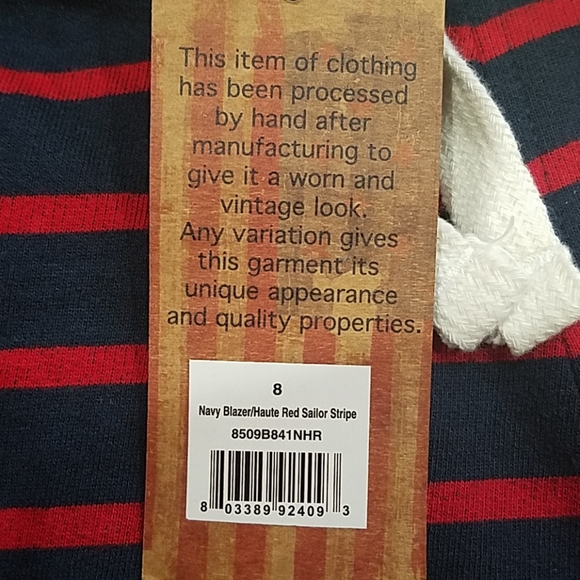 This item of clothing
has been processed
by hand after
manufacturing to
give it a worn and
vintage look.
Any variation gives
this garment its
unique appearance
and quality properties.
8
Navy Blazer/Haute Red Sailor Stripe
8509B841NHR
8 03389 92409 3